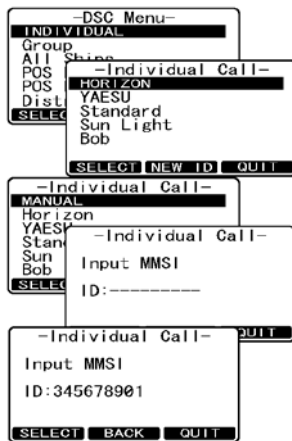 -DSC Menu-
INDIVIDUAL
Group
All Ships
POS
POS
Dist
SELEC
-Individual Call-
HORIZON
YAESU
Standard
Sun Light
Bob
SELECT NEW ID QUIT
-Individual Call-
MANUAL
Horizon
YAESU
Stan
Sun
Bob
SELEC
-Individual Call-
Input MMSI
ID:---------
QUIT
-Individual Call-
Input MMSI
ID:345678901
SELECT BACK QUIT